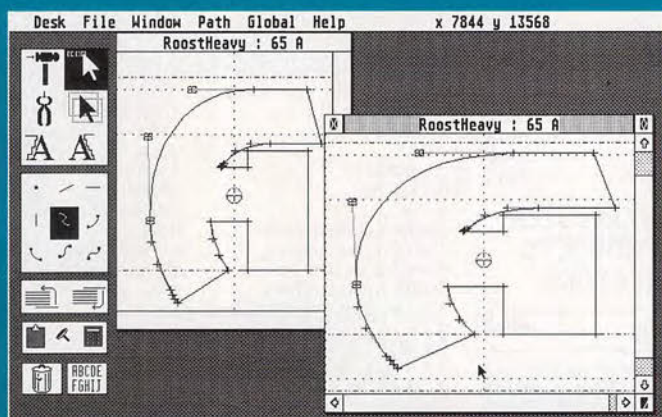 Desk File Window Path Global Help x 7844 y 13568
RoostHeavy : 65 A
RoostHeavy : 65 A
A A
ABCDE
FGHIJ